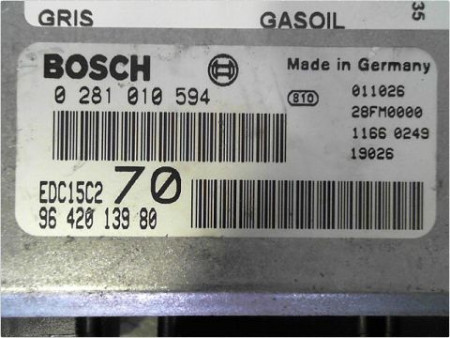 GRIS GASOIL
35
BOSCH Made in Germany
0 281 010 594 810 011026
28FM0000
1166 0249
19026
EDC15C2 70
96 420 139 80